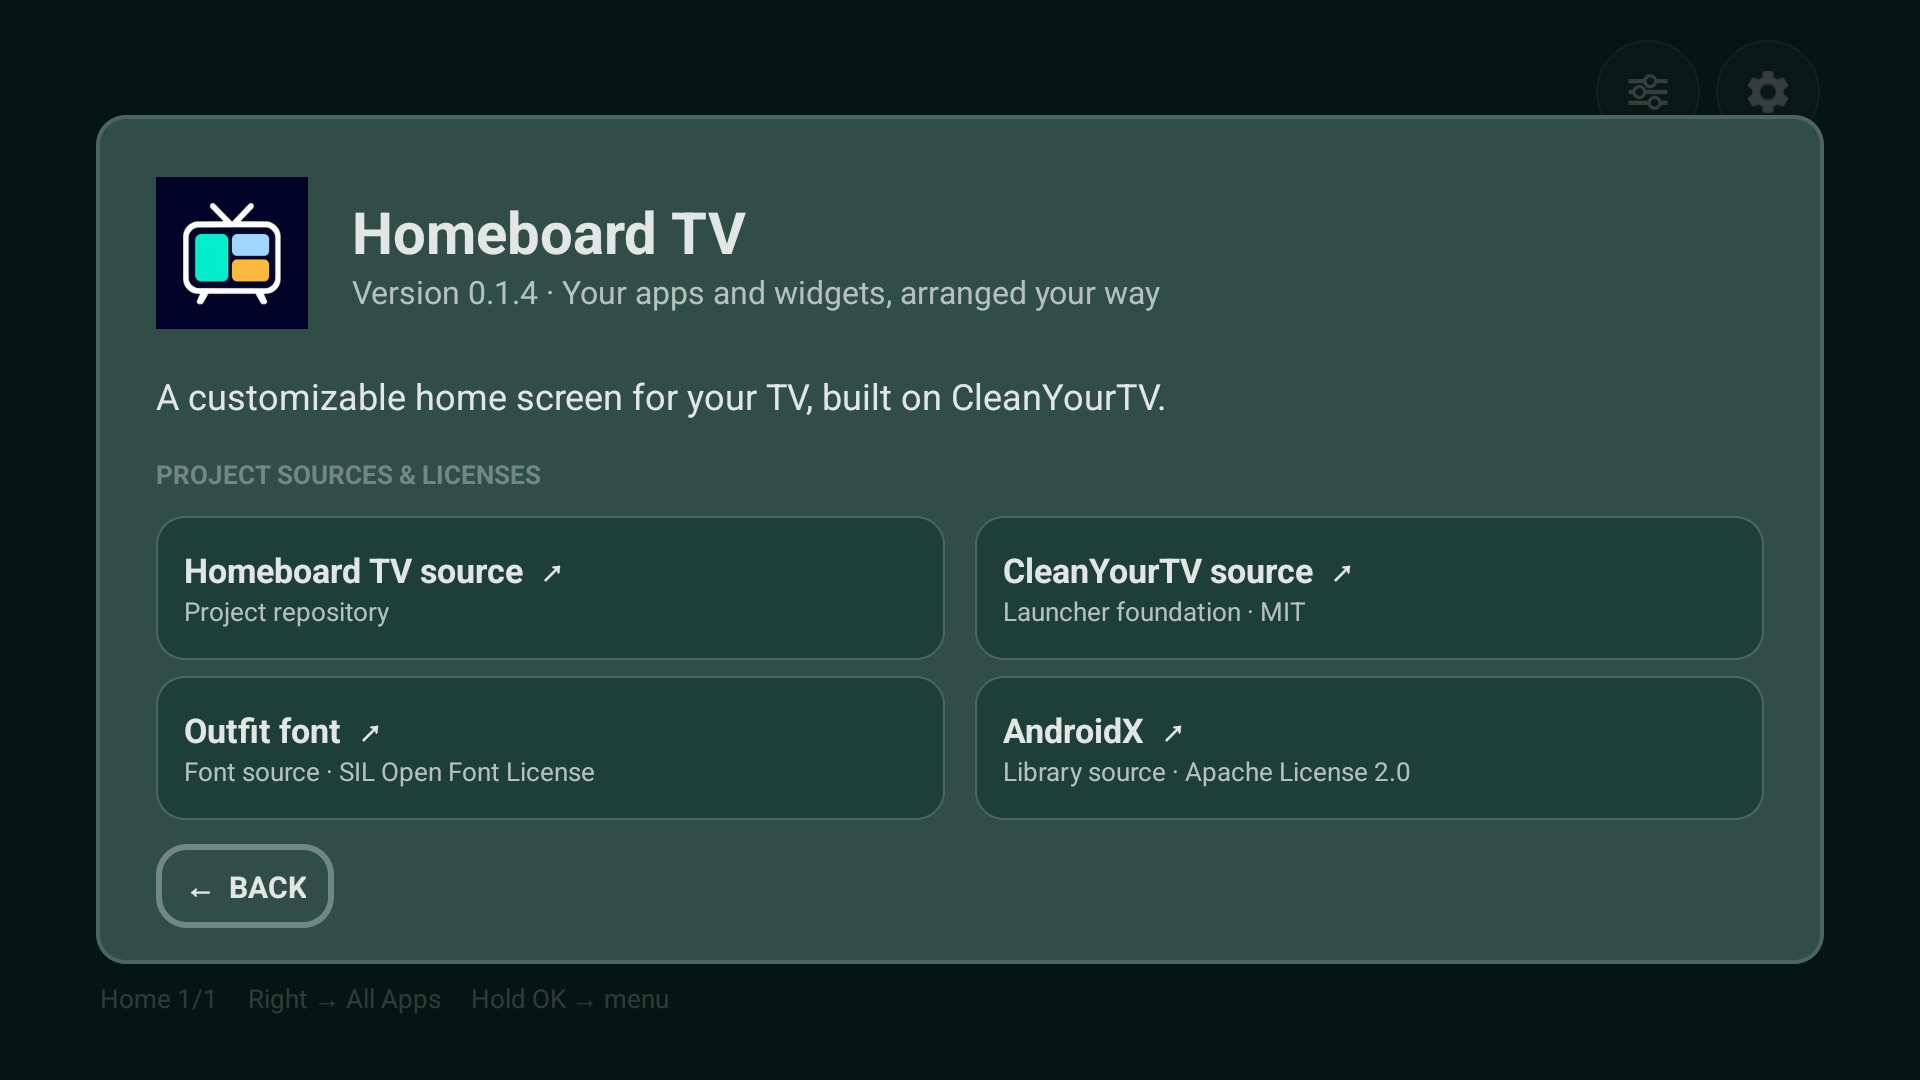 Homeboard TV
Version 0.1.4 · Your apps and widgets, arranged your way
A customizable home screen for your TV, built on CleanYourTV.
PROJECT SOURCES & LICENSES
Homeboard TV source ↗
Project repository
CleanYourTV source ↗
Launcher foundation · MIT
Outfit font ↗
Font source · SIL Open Font License
AndroidX ↗
Library source · Apache License 2.0
← BACK
Home 1/1 Right → All Apps Hold OK → menu